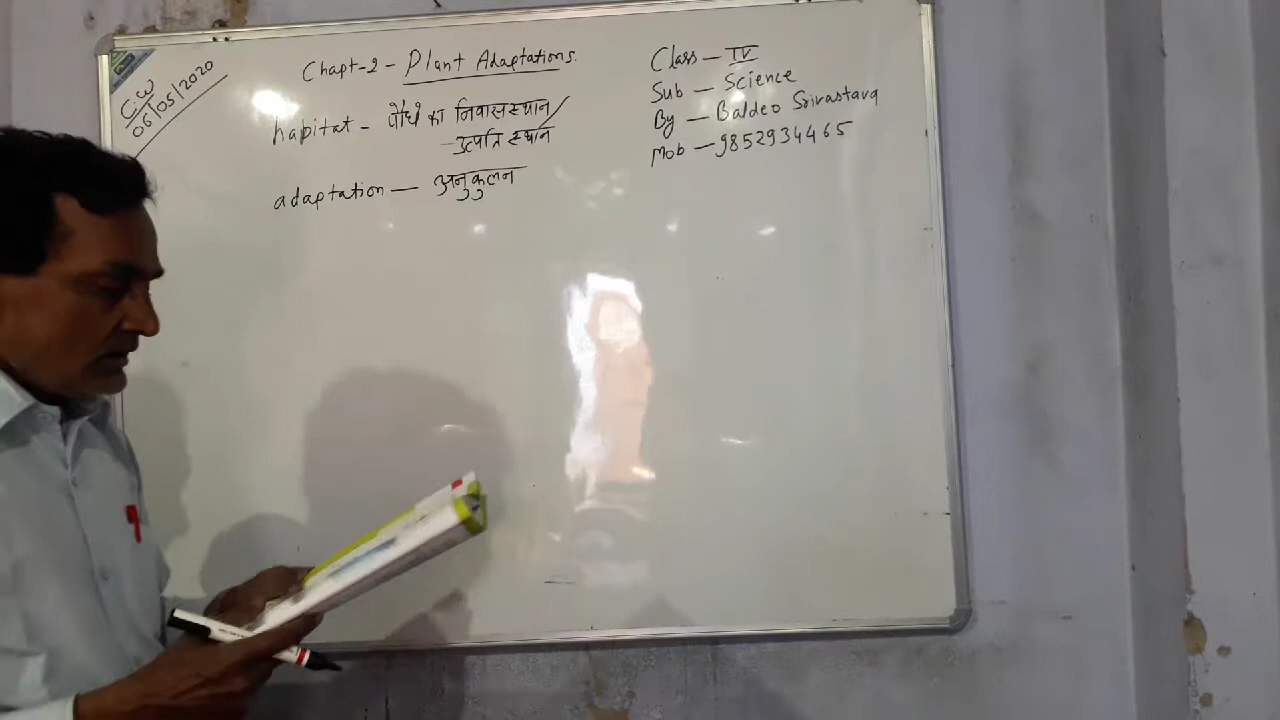 C.W
06/05/2020
Chapt-2 - Plant Adaptations.
habitat - पौधे का निवासस्थान/
- उत्पत्ति स्थान
adaptation — अनुकुलन
Class - IV
Sub - Science
By - Baldeo Srivastava
Mob - 9852934465